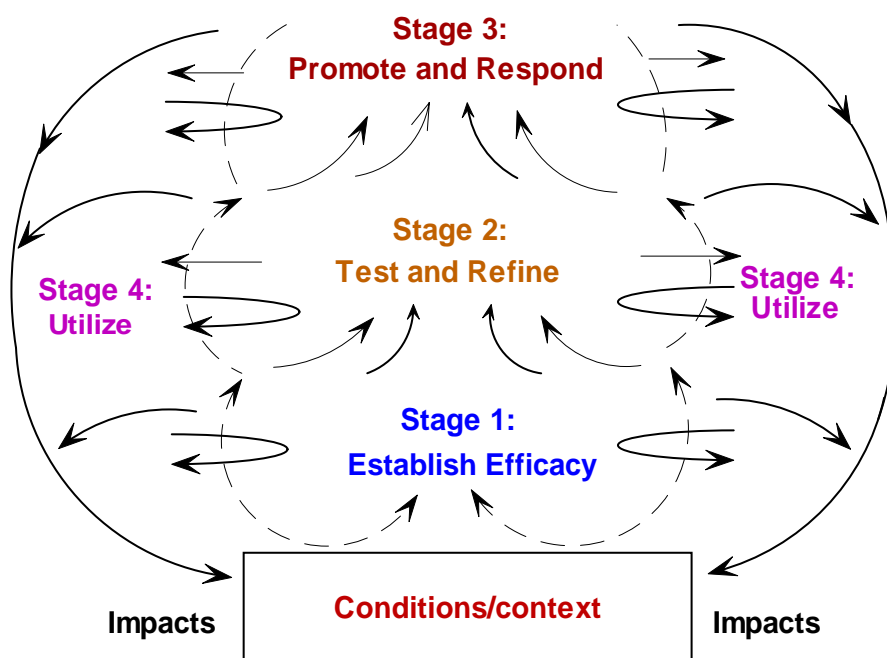 Stage 3:
Promote and Respond
Stage 2:
Test and Refine
Stage 4:
Utilize
Stage 4:
Utilize
Stage 1:
Establish Efficacy
Conditions/context
Impacts
Impacts